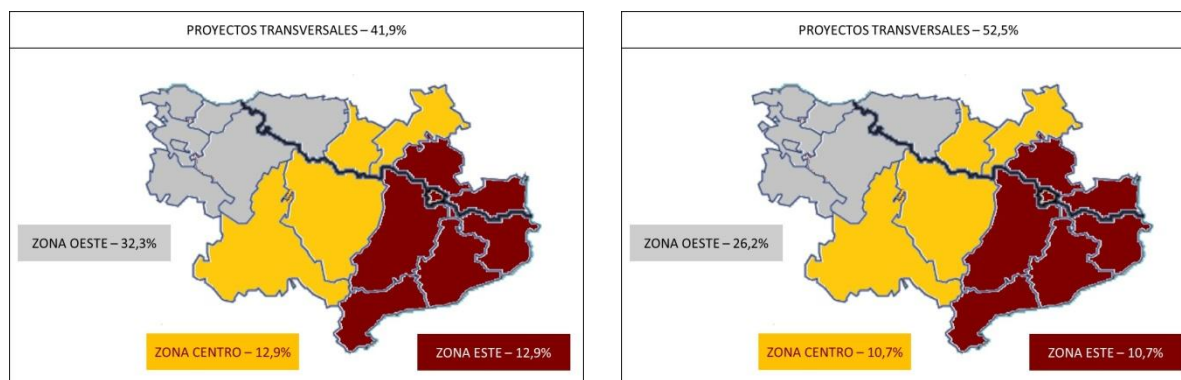 PROYECTOS TRANSVERSALES – 41,9%
ZONA OESTE – 32,3%
ZONA CENTRO – 12,9%
ZONA ESTE – 12,9%
PROYECTOS TRANSVERSALES – 52,5%
ZONA OESTE – 26,2%
ZONA CENTRO – 10,7%
ZONA ESTE – 10,7%